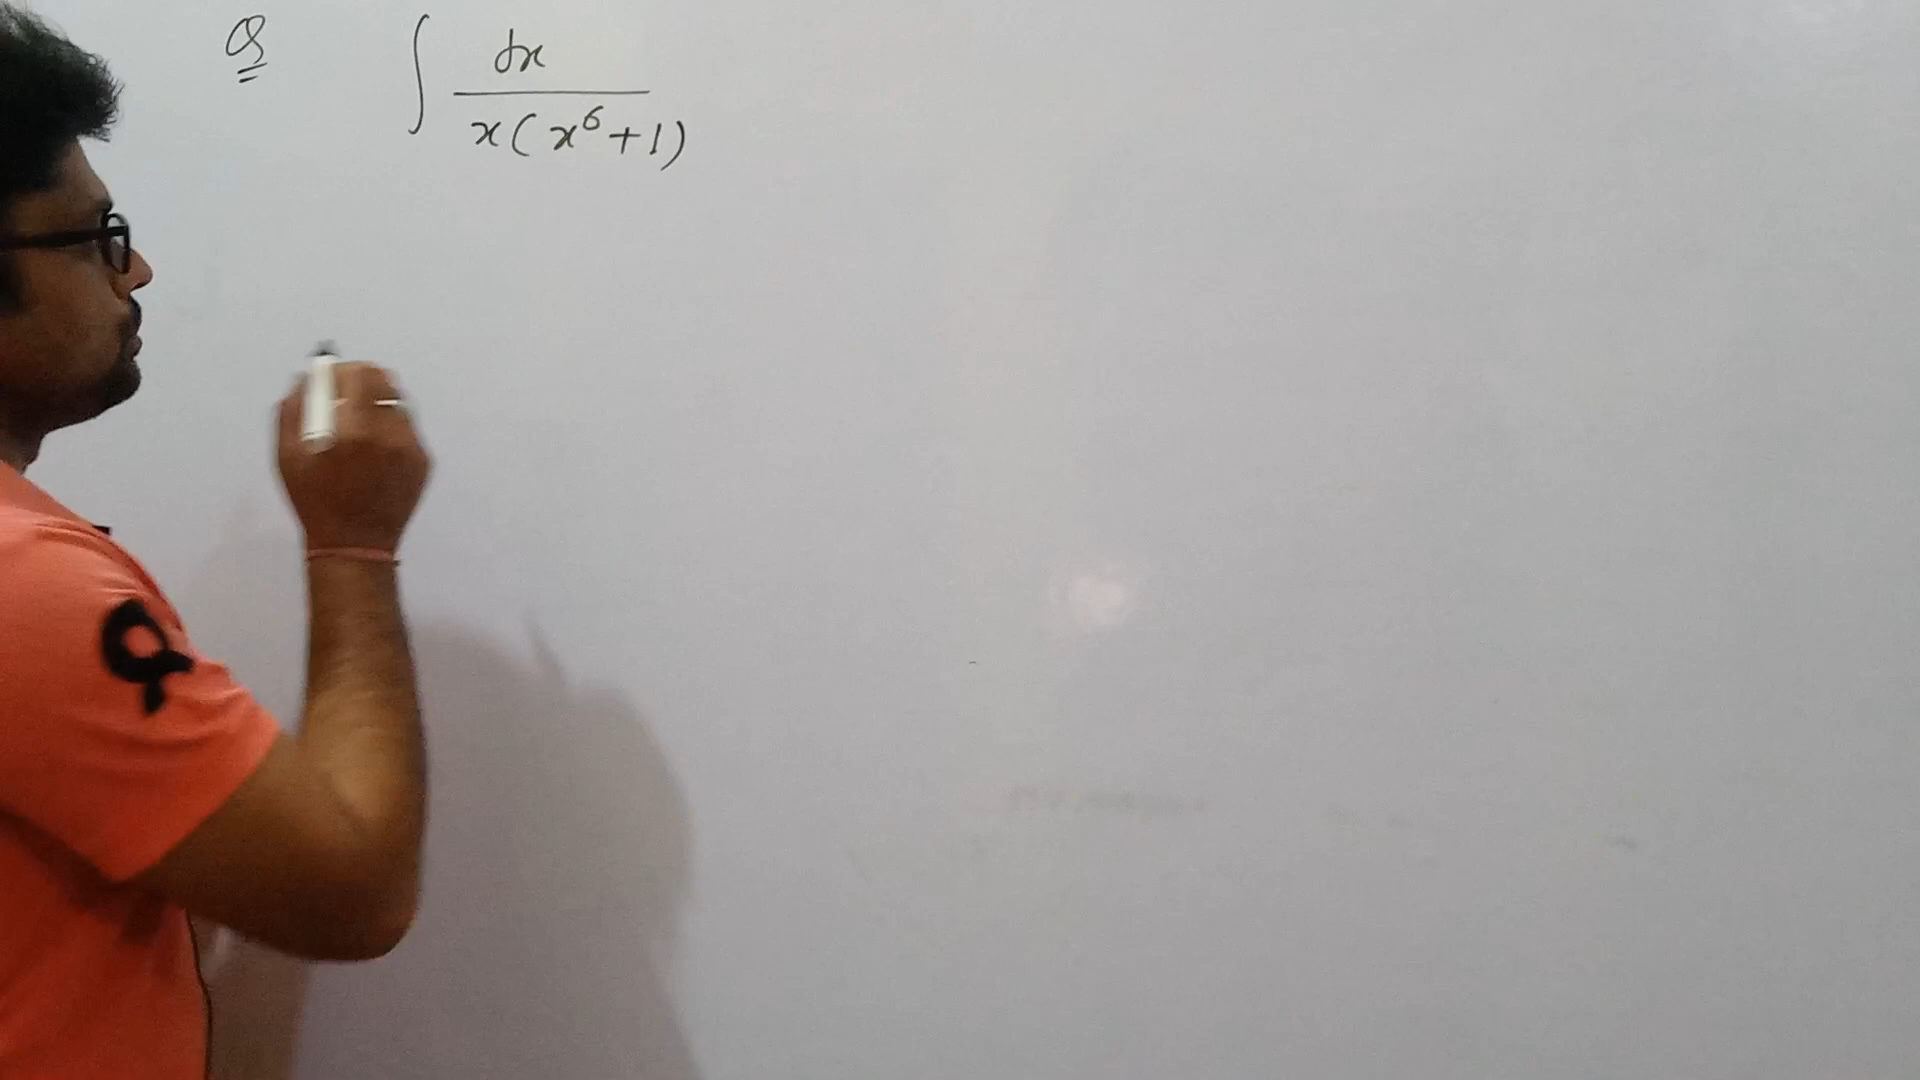 Q ∫ dx / x(x⁶+1)